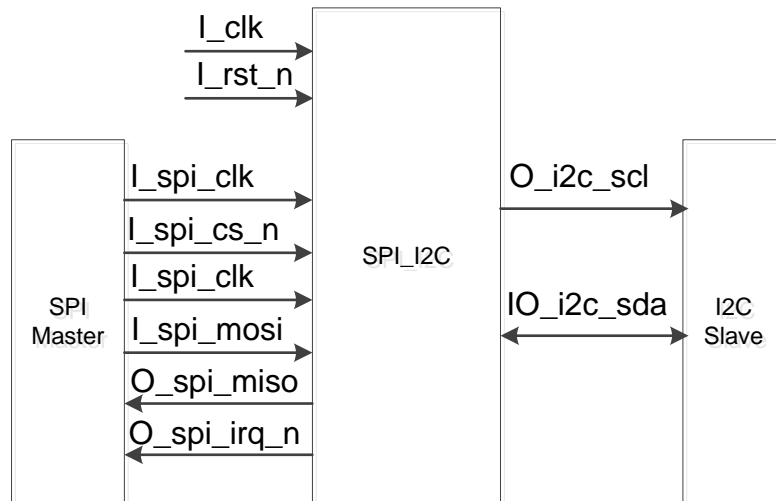 I_clk
I_rst_n
I_spi_clk
O_i2c_scl
I_spi_cs_n
SPI_I2C
I_spi_clk
SPI
Master
IO_i2c_sda
I2C
Slave
I_spi_mosi
O_spi_miso
O_spi_irq_n